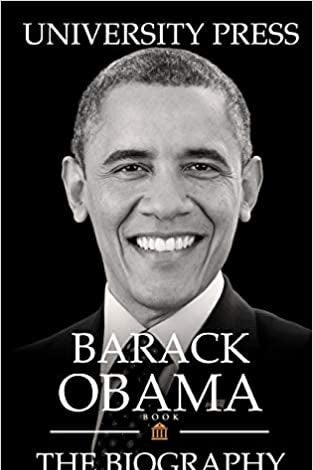 UNIVERSITY PRESS
BARACK
OBAMA
BOOK
THE BIOGRAPHY